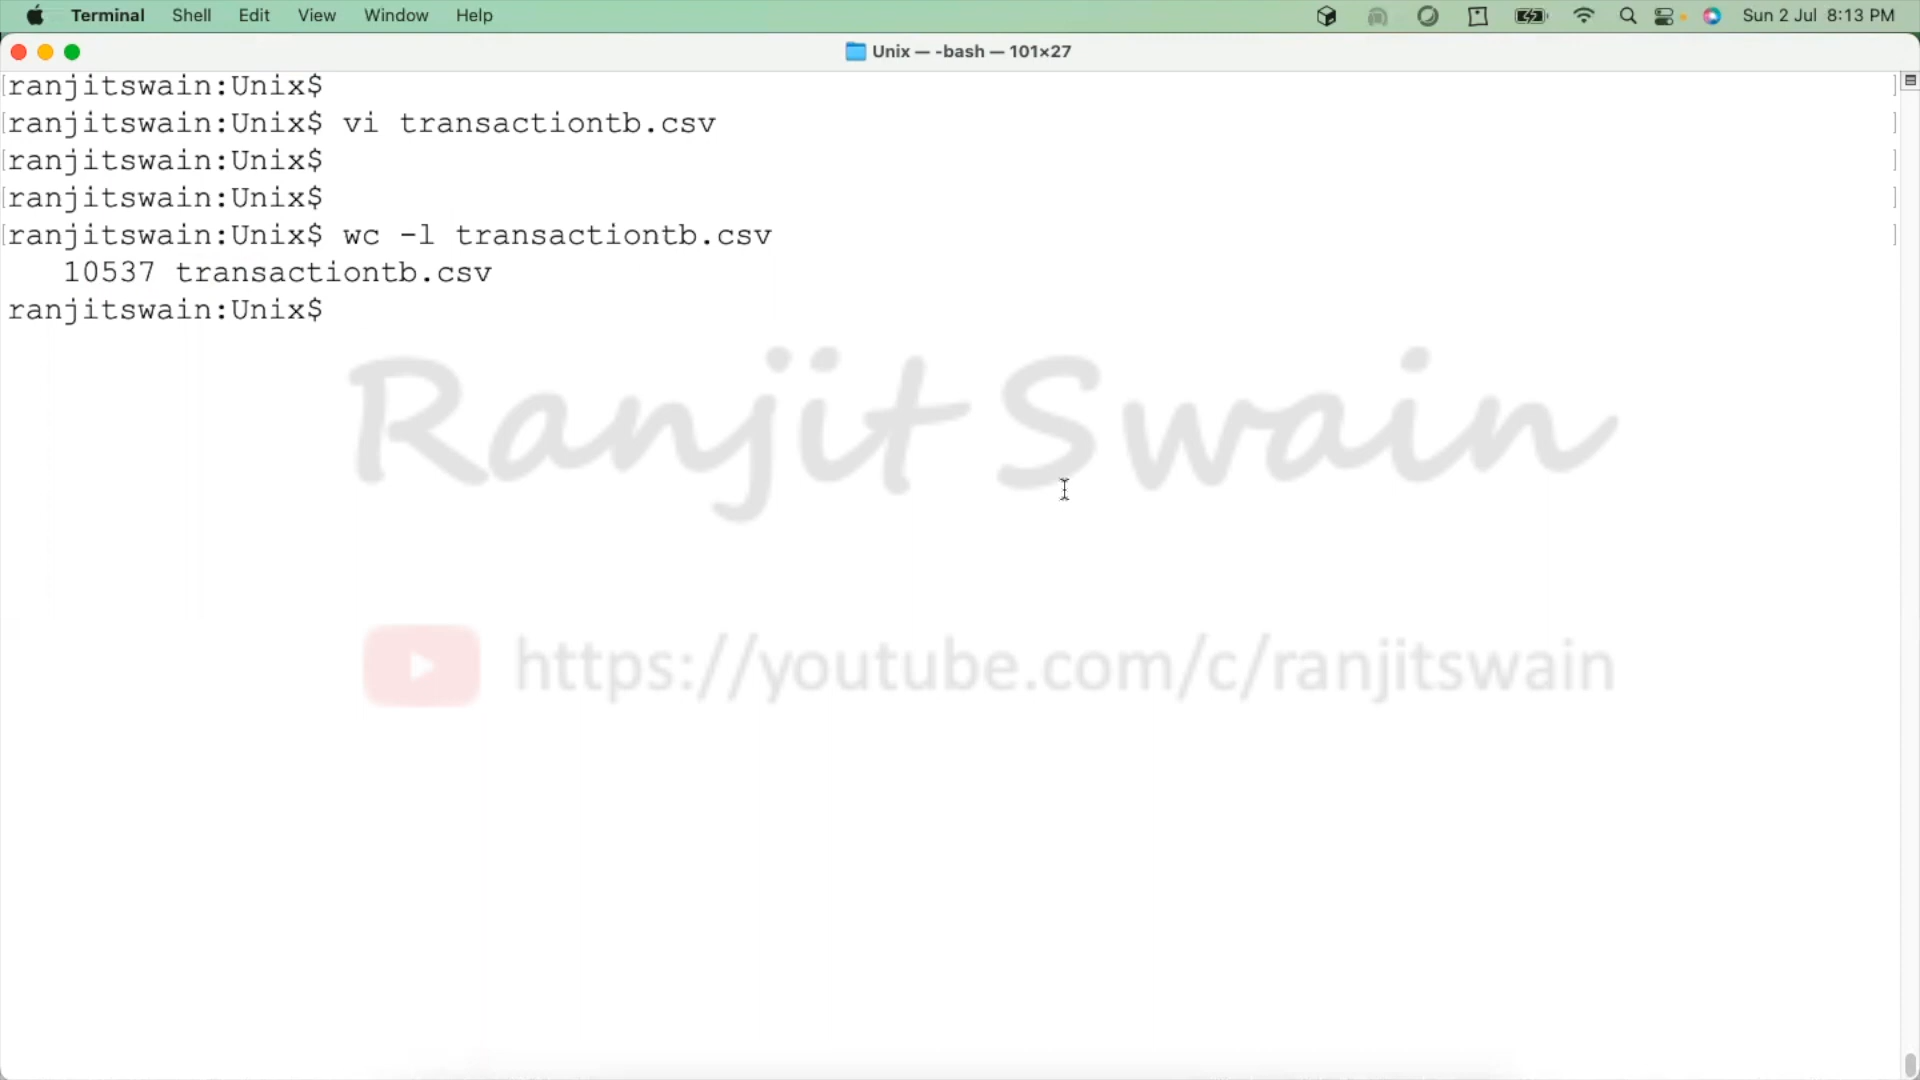 Terminal Shell Edit View Window Help Sun 2 Jul 8:13 PM
Unix — -bash — 101×27
ranjitswain:Unix$
ranjitswain:Unix$ vi transactiontb.csv
ranjitswain:Unix$
ranjitswain:Unix$
ranjitswain:Unix$ wc -l transactiontb.csv
10537 transactiontb.csv
ranjitswain:Unix$
Ranjit Swain
https://youtube.com/c/ranjitswain